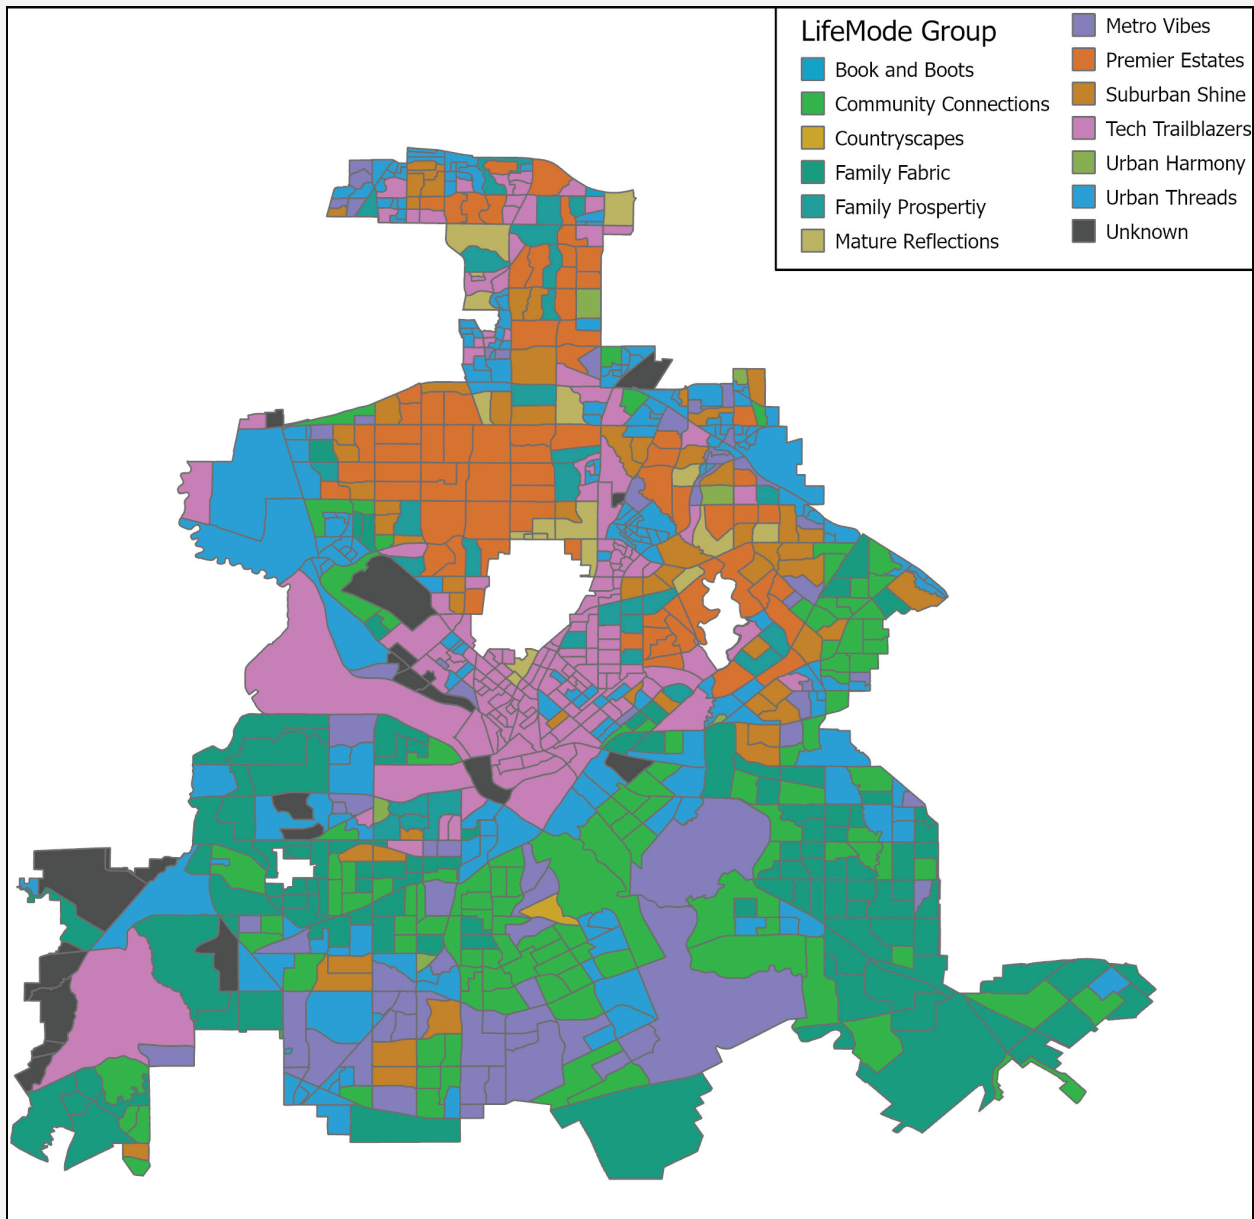 LifeMode Group
Book and Boots
Community Connections
Countryscapes
Family Fabric
Family Prospertiy
Mature Reflections
Metro Vibes
Premier Estates
Suburban Shine
Tech Trailblazers
Urban Harmony
Urban Threads
Unknown